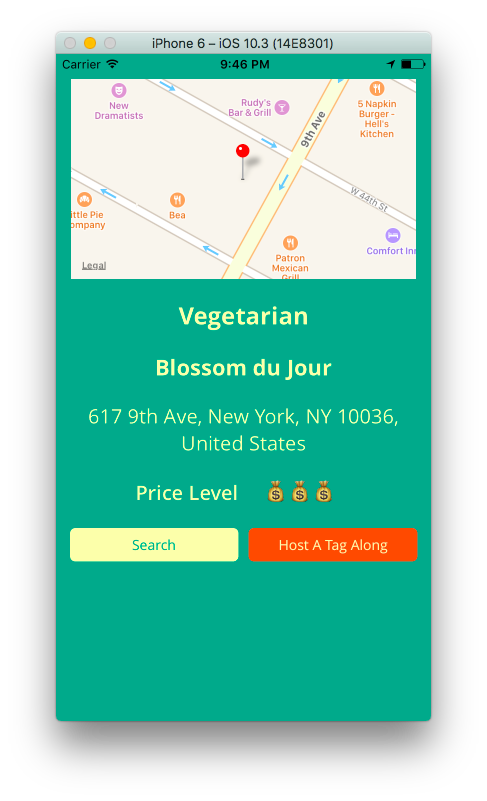 iPhone 6 – iOS 10.3 (14E8301)
Carrier 9:46 PM
New
Dramatists
Rudy's
Bar & Grill
5 Napkin
Burger -
Hell's
Kitchen
9th Ave
W 44th St
ittle Pie
ompany
Bea
Comfort Inn
Patron
Mexican
Grill
Legal
Vegetarian
Blossom du Jour
617 9th Ave, New York, NY 10036,
United States
Price Level 💰💰💰
Search Host A Tag Along